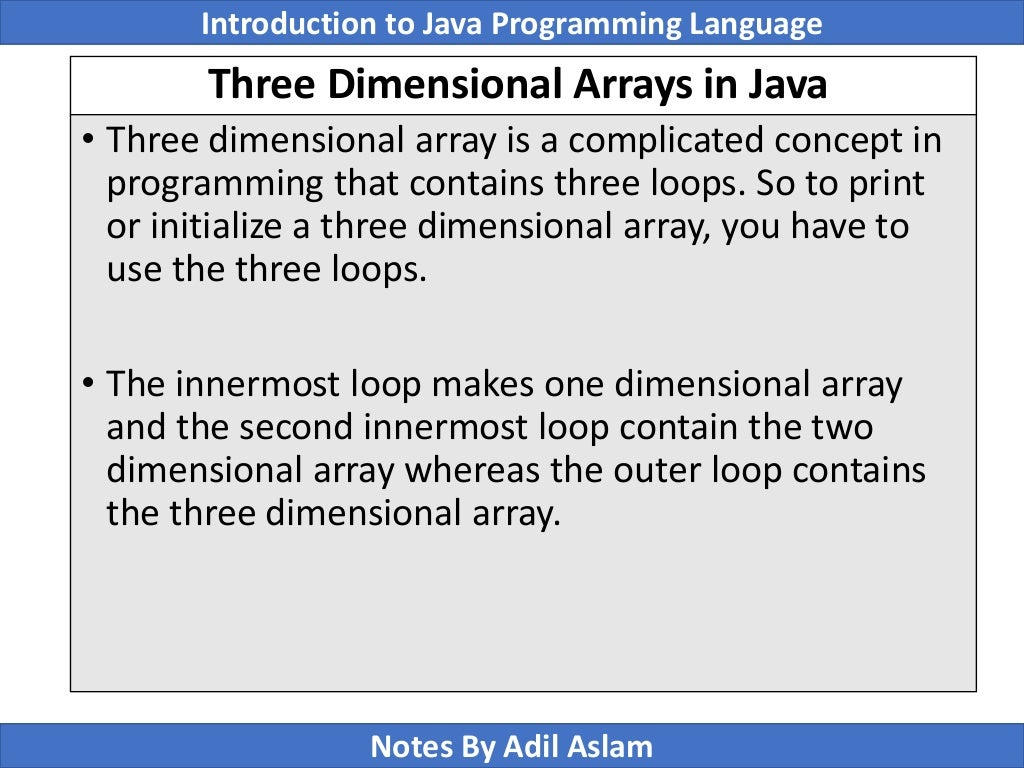 Introduction to Java Programming Language
Three Dimensional Arrays in Java
• Three dimensional array is a complicated concept in
programming that contains three loops. So to print
or initialize a three dimensional array, you have to
use the three loops.
• The innermost loop makes one dimensional array
and the second innermost loop contain the two
dimensional array whereas the outer loop contains
the three dimensional array.
Notes By Adil Aslam